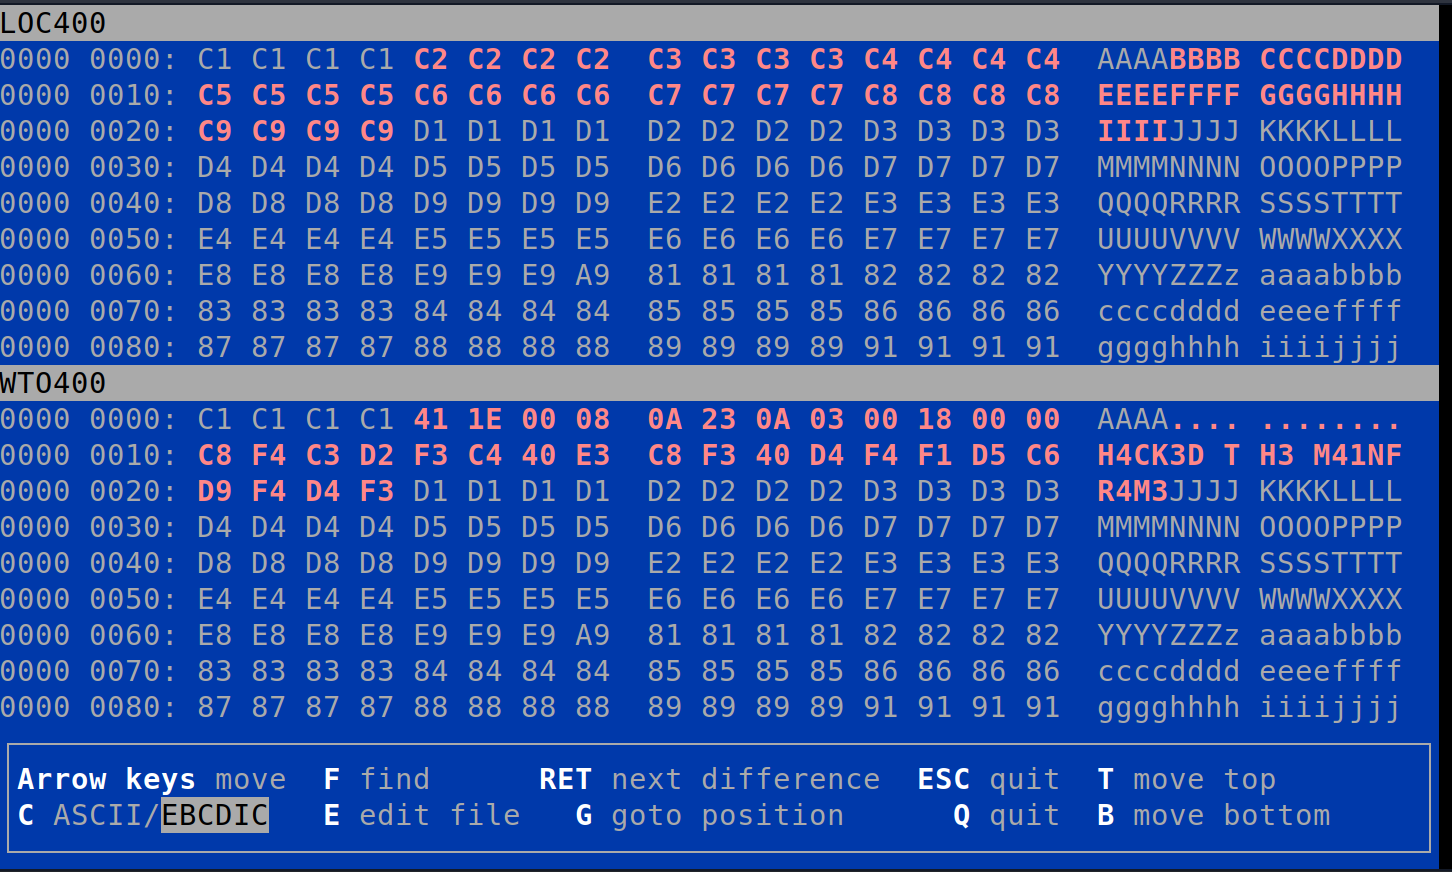 LOC400
0000 0000: C1 C1 C1 C1 C2 C2 C2 C2  C3 C3 C3 C3 C4 C4 C4 C4  AAAABBBB CCCCDDDD
0000 0010: C5 C5 C5 C5 C6 C6 C6 C6  C7 C7 C7 C7 C8 C8 C8 C8  EEEEFFFF GGGGHHHH
0000 0020: C9 C9 C9 C9 D1 D1 D1 D1  D2 D2 D2 D2 D3 D3 D3 D3  IIIIJJJJ KKKKLLLL
0000 0030: D4 D4 D4 D4 D5 D5 D5 D5  D6 D6 D6 D6 D7 D7 D7 D7  MMMMNNNN OOOOPPPP
0000 0040: D8 D8 D8 D8 D9 D9 D9 D9  E2 E2 E2 E2 E3 E3 E3 E3  QQQQRRRR SSSSTTTT
0000 0050: E4 E4 E4 E4 E5 E5 E5 E5  E6 E6 E6 E6 E7 E7 E7 E7  UUUUVVVV WWWWXXXX
0000 0060: E8 E8 E8 E8 E9 E9 E9 A9  81 81 81 81 82 82 82 82  YYYYZZZz aaaabbbb
0000 0070: 83 83 83 83 84 84 84 84  85 85 85 85 86 86 86 86  ccccdddd eeeeffff
0000 0080: 87 87 87 87 88 88 88 88  89 89 89 89 91 91 91 91  gggghhhh iiiijjjj
WTO400
0000 0000: C1 C1 C1 C1 41 1E 00 08  0A 23 0A 03 00 18 00 00  AAAA.... ........
0000 0010: C8 F4 C3 D2 F3 C4 40 E3  C8 F3 40 D4 F4 F1 D5 C6  H4CK3D T H3 M41NF
0000 0020: D9 F4 D4 F3 D1 D1 D1 D1  D2 D2 D2 D2 D3 D3 D3 D3  R4M3JJJJ KKKKLLLL
0000 0030: D4 D4 D4 D4 D5 D5 D5 D5  D6 D6 D6 D6 D7 D7 D7 D7  MMMMNNNN OOOOPPPP
0000 0040: D8 D8 D8 D8 D9 D9 D9 D9  E2 E2 E2 E2 E3 E3 E3 E3  QQQQRRRR SSSSTTTT
0000 0050: E4 E4 E4 E4 E5 E5 E5 E5  E6 E6 E6 E6 E7 E7 E7 E7  UUUUVVVV WWWWXXXX
0000 0060: E8 E8 E8 E8 E9 E9 E9 A9  81 81 81 81 82 82 82 82  YYYYZZZz aaaabbbb
0000 0070: 83 83 83 83 84 84 84 84  85 85 85 85 86 86 86 86  ccccdddd eeeeffff
0000 0080: 87 87 87 87 88 88 88 88  89 89 89 89 91 91 91 91  gggghhhh iiiijjjj
Arrow keys move  F find      RET next difference  ESC quit  T move top
C ASCII/EBCDIC   E edit file   G goto position      Q quit  B move bottom